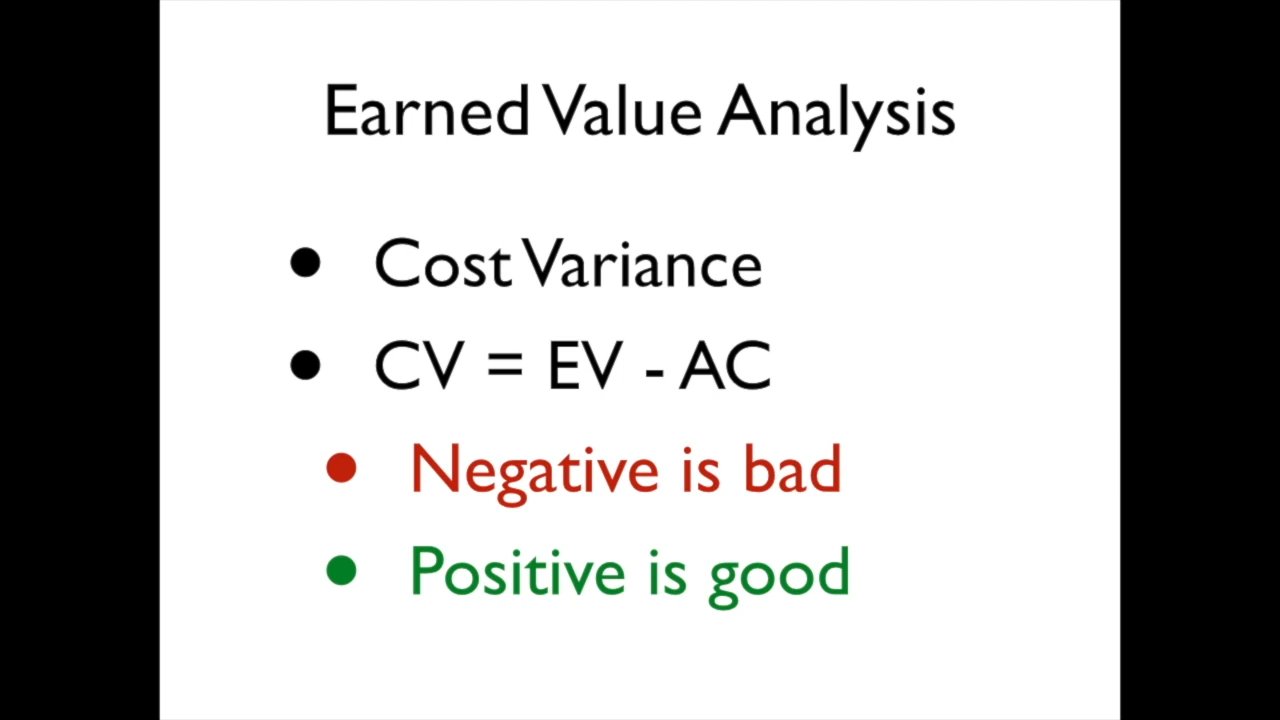 Earned Value Analysis
Cost Variance
CV = EV - AC
Negative is bad
Positive is good